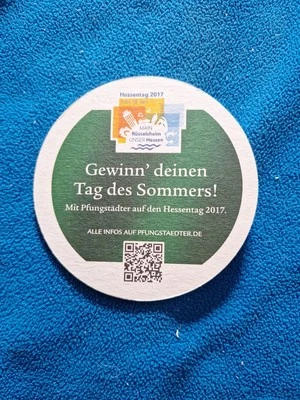 Hessentag 2017
MAIN
Rüsselsheim
UNSER Hessen
Gewinn’ deinen
Tag des Sommers!
Mit Pfungstädter auf den Hessentag 2017.
ALLE INFOS AUF PFUNGSTAEDTER.DE